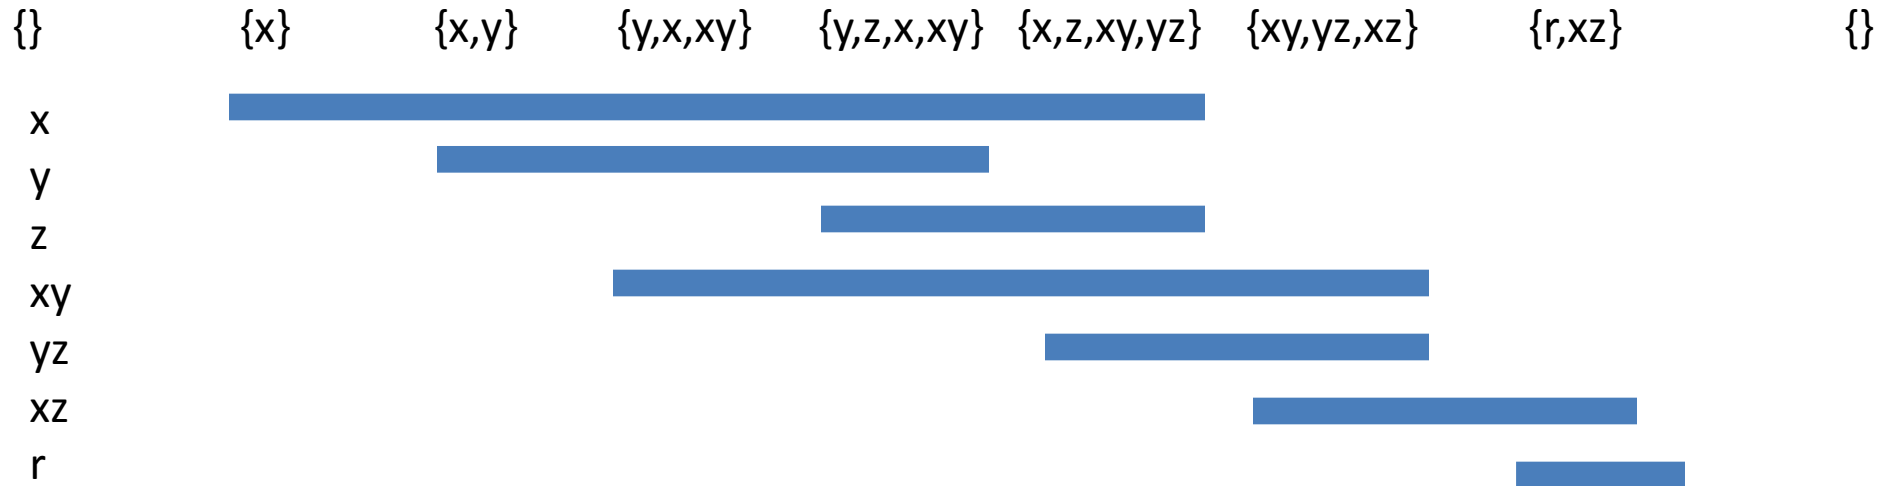 {} {x} {x,y} {y,x,xy} {y,z,x,xy} {x,z,xy,yz} {xy,yz,xz} {r,xz} {}
x
y
z
xy
yz
xz
r